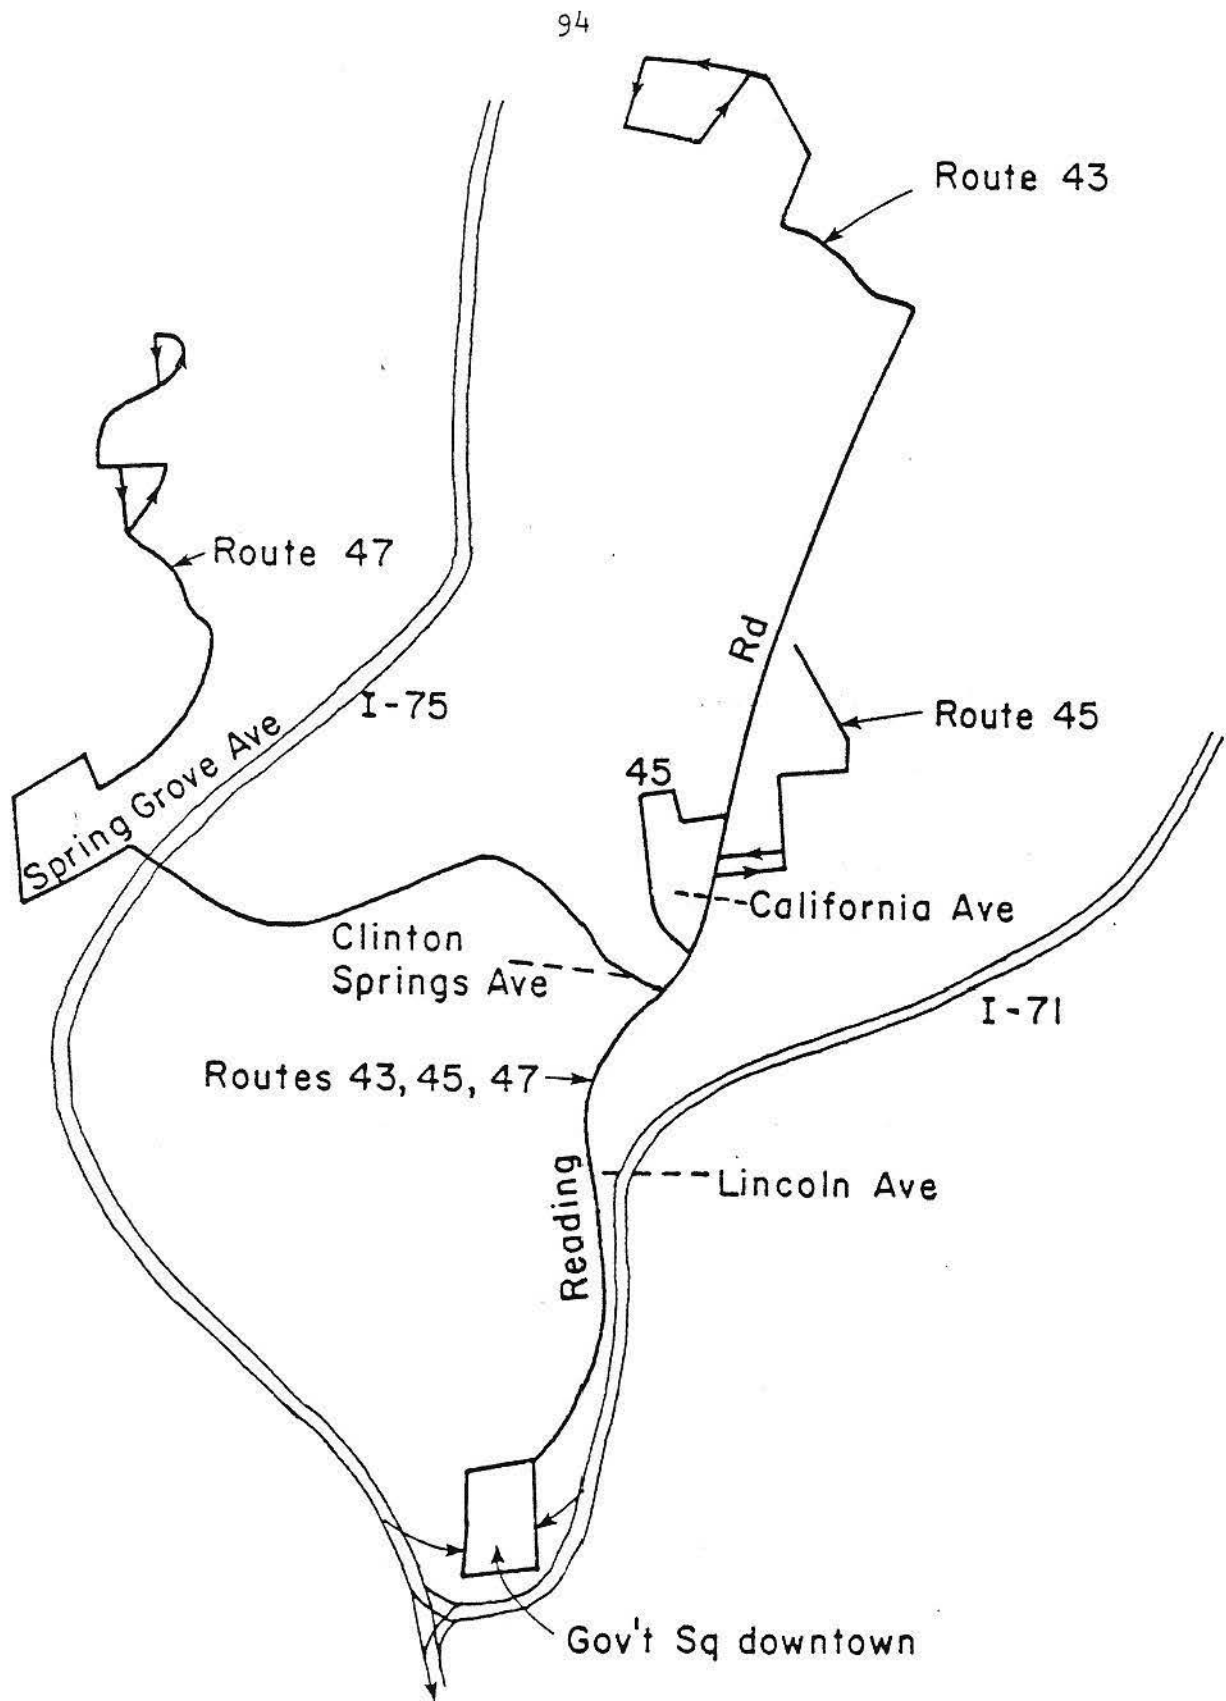 94
Route 43
Route 47
Rd
I-75
Route 45
Spring Grove Ave
45
California Ave
Clinton
Springs Ave
I-71
Routes 43, 45, 47
Reading
Lincoln Ave
Gov't Sq downtown